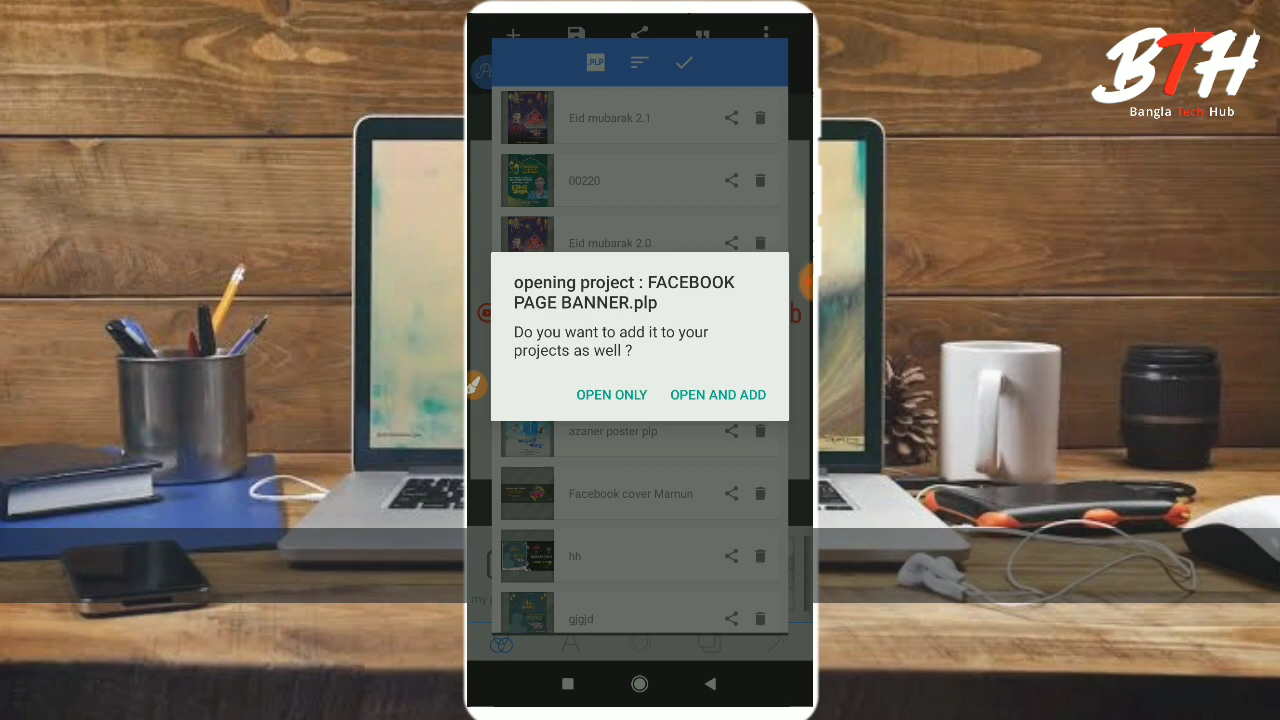 BTH
Bangla Tech Hub
.PLP
Eid mubarak 2.1
00220
Eid mubarak 2.0
opening project : FACEBOOK
PAGE BANNER.plp
Do you want to add it to your
projects as well ?
OPEN ONLY OPEN AND ADD
azaner poster plp
Facebook cover Mamun
hh
gjgjd
my